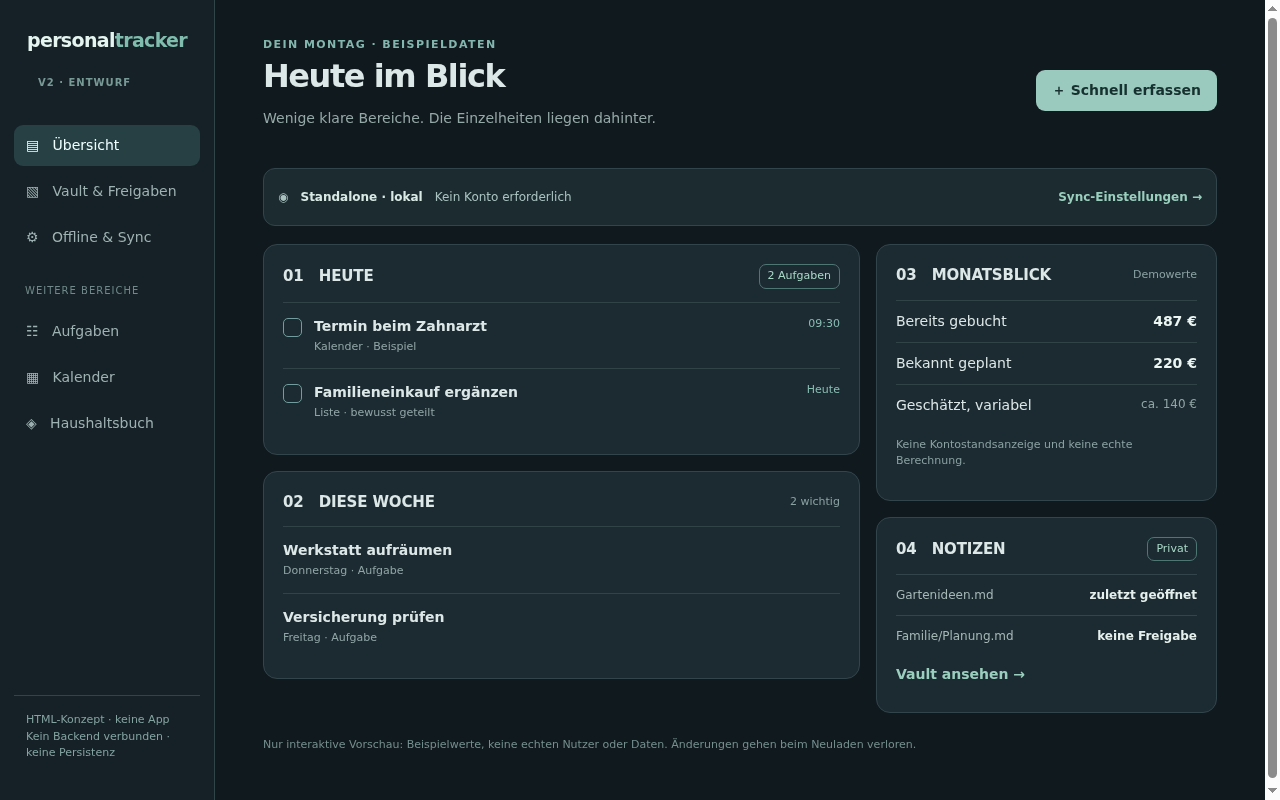 personaltracker
V2 · ENTWURF
Übersicht
Vault & Freigaben
Offline & Sync
WEITERE BEREICHE
Aufgaben
Kalender
Haushaltsbuch
HTML-Konzept · keine App
Kein Backend verbunden ·
keine Persistenz
DEIN MONTAG · BEISPIELDATEN
Heute im Blick
Wenige klare Bereiche. Die Einzelheiten liegen dahinter.
+ Schnell erfassen
Standalone · lokal Kein Konto erforderlich
Sync-Einstellungen →
01 HEUTE
2 Aufgaben
Termin beim Zahnarzt
09:30
Kalender · Beispiel
Familieneinkauf ergänzen
Heute
Liste · bewusst geteilt
02 DIESE WOCHE
2 wichtig
Werkstatt aufräumen
Donnerstag · Aufgabe
Versicherung prüfen
Freitag · Aufgabe
03 MONATSBLICK
Demowerte
Bereits gebucht 487 €
Bekannt geplant 220 €
Geschätzt, variabel ca. 140 €
Keine Kontostandsanzeige und keine echte
Berechnung.
04 NOTIZEN
Privat
Gartenideen.md zuletzt geöffnet
Familie/Planung.md keine Freigabe
Vault ansehen →
Nur interaktive Vorschau: Beispielwerte, keine echten Nutzer oder Daten. Änderungen gehen beim Neuladen verloren.